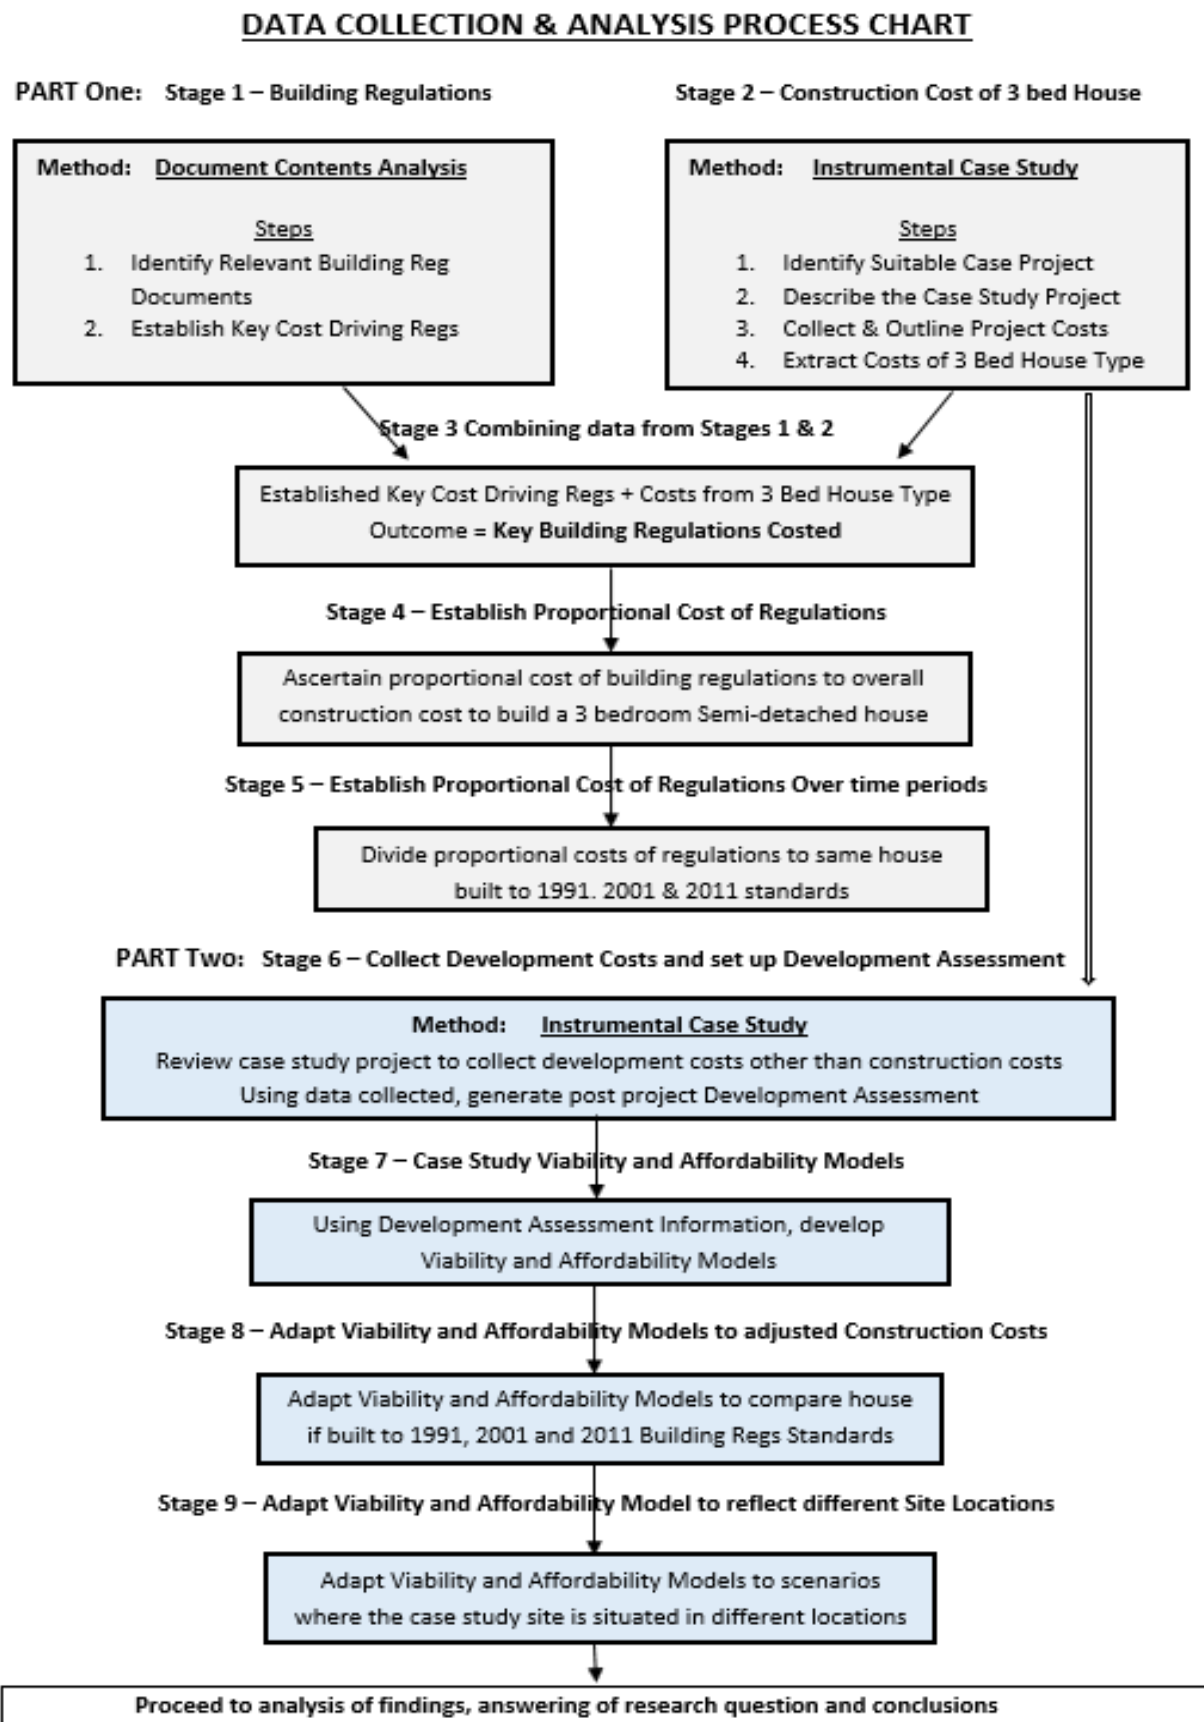 DATA COLLECTION & ANALYSIS PROCESS CHART
PART One: Stage 1 – Building Regulations
Stage 2 – Construction Cost of 3 bed House
Method: Document Contents Analysis
Steps
1. Identify Relevant Building Reg
Documents
2. Establish Key Cost Driving Regs
Method: Instrumental Case Study
Steps
1. Identify Suitable Case Project
2. Describe the Case Study Project
3. Collect & Outline Project Costs
4. Extract Costs of 3 Bed House Type
Stage 3 Combining data from Stages 1 & 2
Established Key Cost Driving Regs + Costs from 3 Bed House Type
Outcome = Key Building Regulations Costed
Stage 4 – Establish Proportional Cost of Regulations
Ascertain proportional cost of building regulations to overall
construction cost to build a 3 bedroom Semi-detached house
Stage 5 – Establish Proportional Cost of Regulations Over time periods
Divide proportional costs of regulations to same house
built to 1991. 2001 & 2011 standards
PART Two: Stage 6 – Collect Development Costs and set up Development Assessment
Method: Instrumental Case Study
Review case study project to collect development costs other than construction costs
Using data collected, generate post project Development Assessment
Stage 7 – Case Study Viability and Affordability Models
Using Development Assessment Information, develop
Viability and Affordability Models
Stage 8 – Adapt Viability and Affordability Models to adjusted Construction Costs
Adapt Viability and Affordability Models to compare house
if built to 1991, 2001 and 2011 Building Regs Standards
Stage 9 – Adapt Viability and Affordability Model to reflect different Site Locations
Adapt Viability and Affordability Models to scenarios
where the case study site is situated in different locations
Proceed to analysis of findings, answering of research question and conclusions